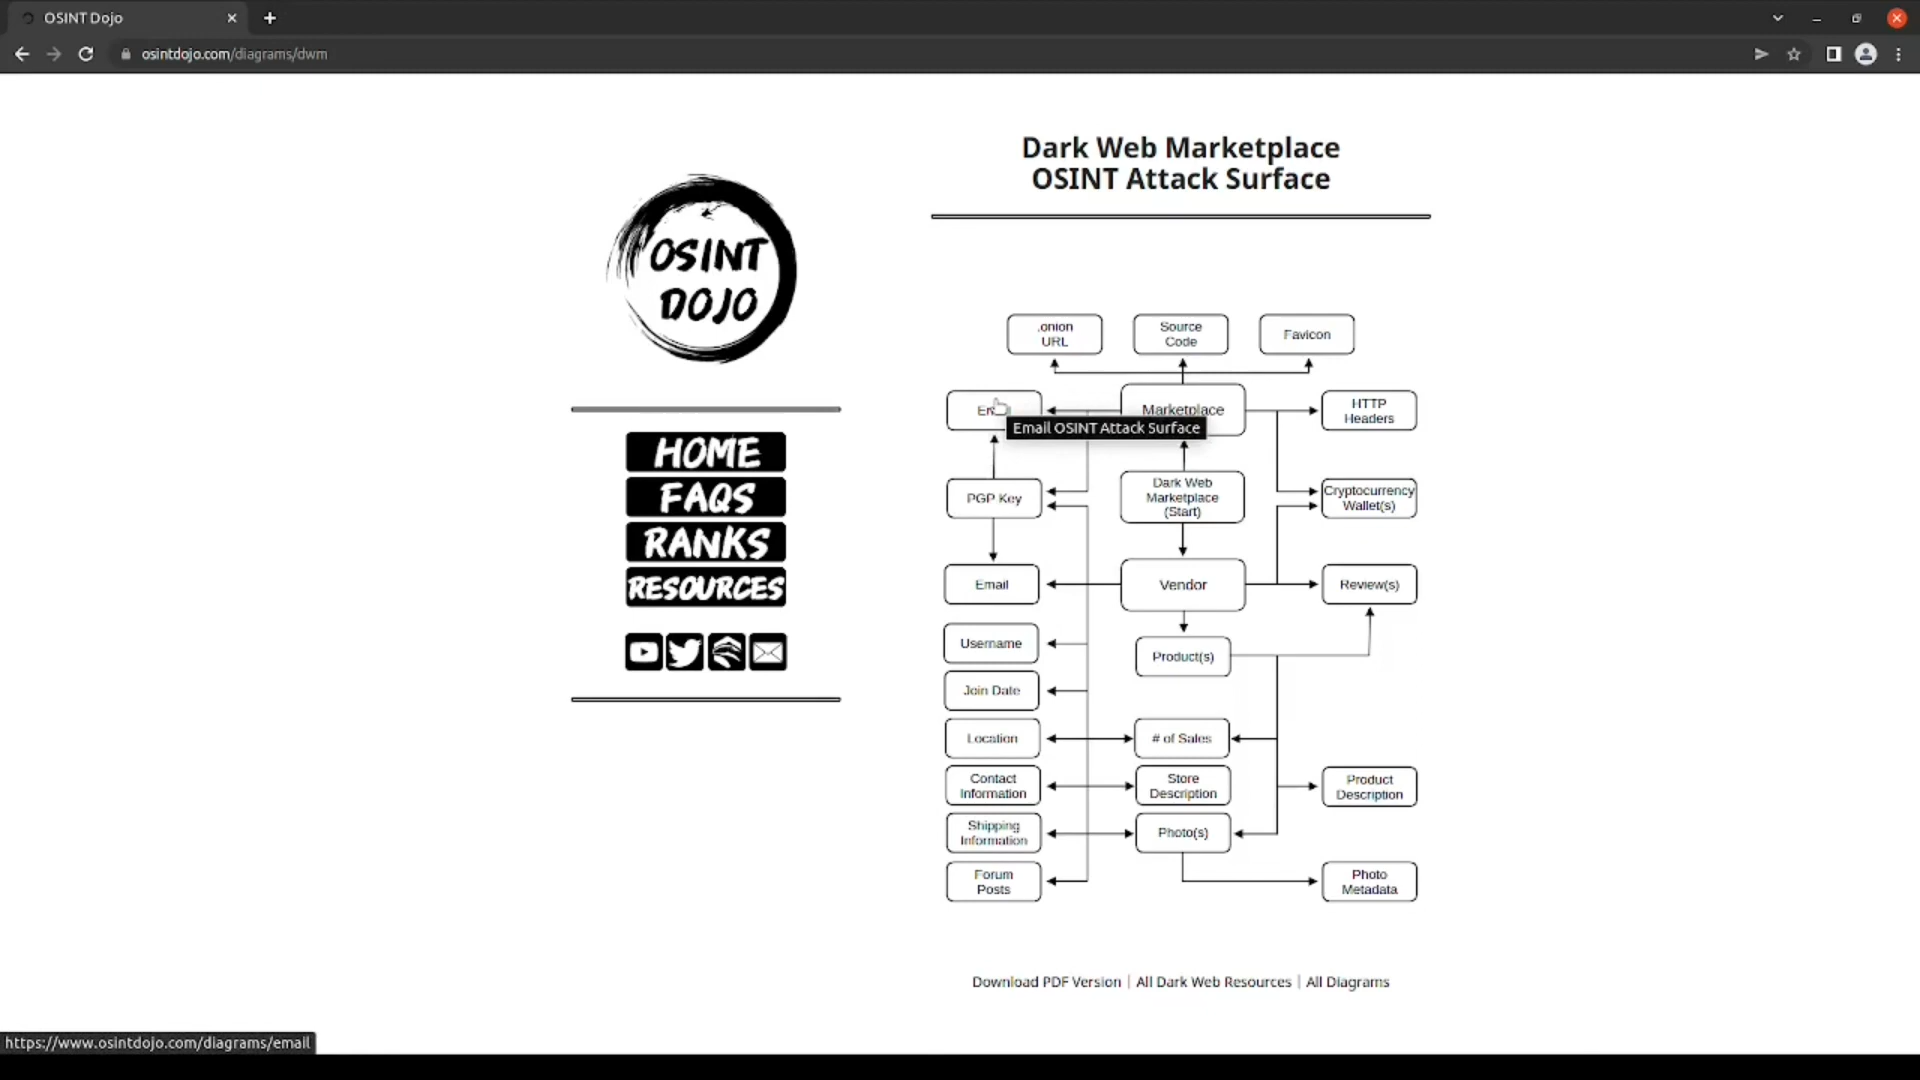 OSINT Dojo
osintdojo.com/diagrams/dwm
OSINT
DOJO
HOME
FAQS
RANKS
RESOURCES
Dark Web Marketplace
OSINT Attack Surface
.onion
URL
Source
Code
Favicon
Marketplace
HTTP
Headers
Email OSINT Attack Surface
PGP Key
Dark Web
Marketplace
(Start)
Cryptocurrency
Wallet(s)
Email
Vendor
Review(s)
Username
Product(s)
Join Date
Location
# of Sales
Contact
Information
Store
Description
Product
Description
Shipping
Information
Photo(s)
Forum
Posts
Photo
Metadata
Download PDF Version | All Dark Web Resources | All Diagrams
https://www.osintdojo.com/diagrams/email